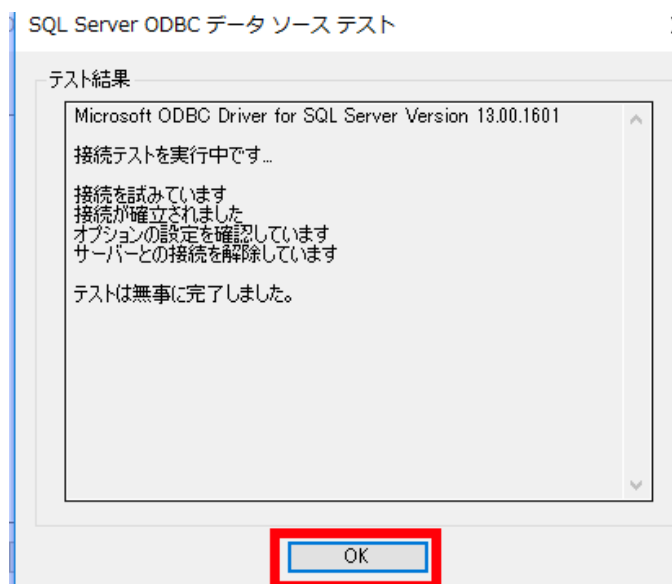 SQL Server ODBC データ ソース テスト
テスト結果
Microsoft ODBC Driver for SQL Server Version 13.00.1601
接続テストを実行中です...
接続を試みています
接続が確立されました
オプションの設定を確認しています
サーバーとの接続を解除しています
テストは無事に完了しました。
OK